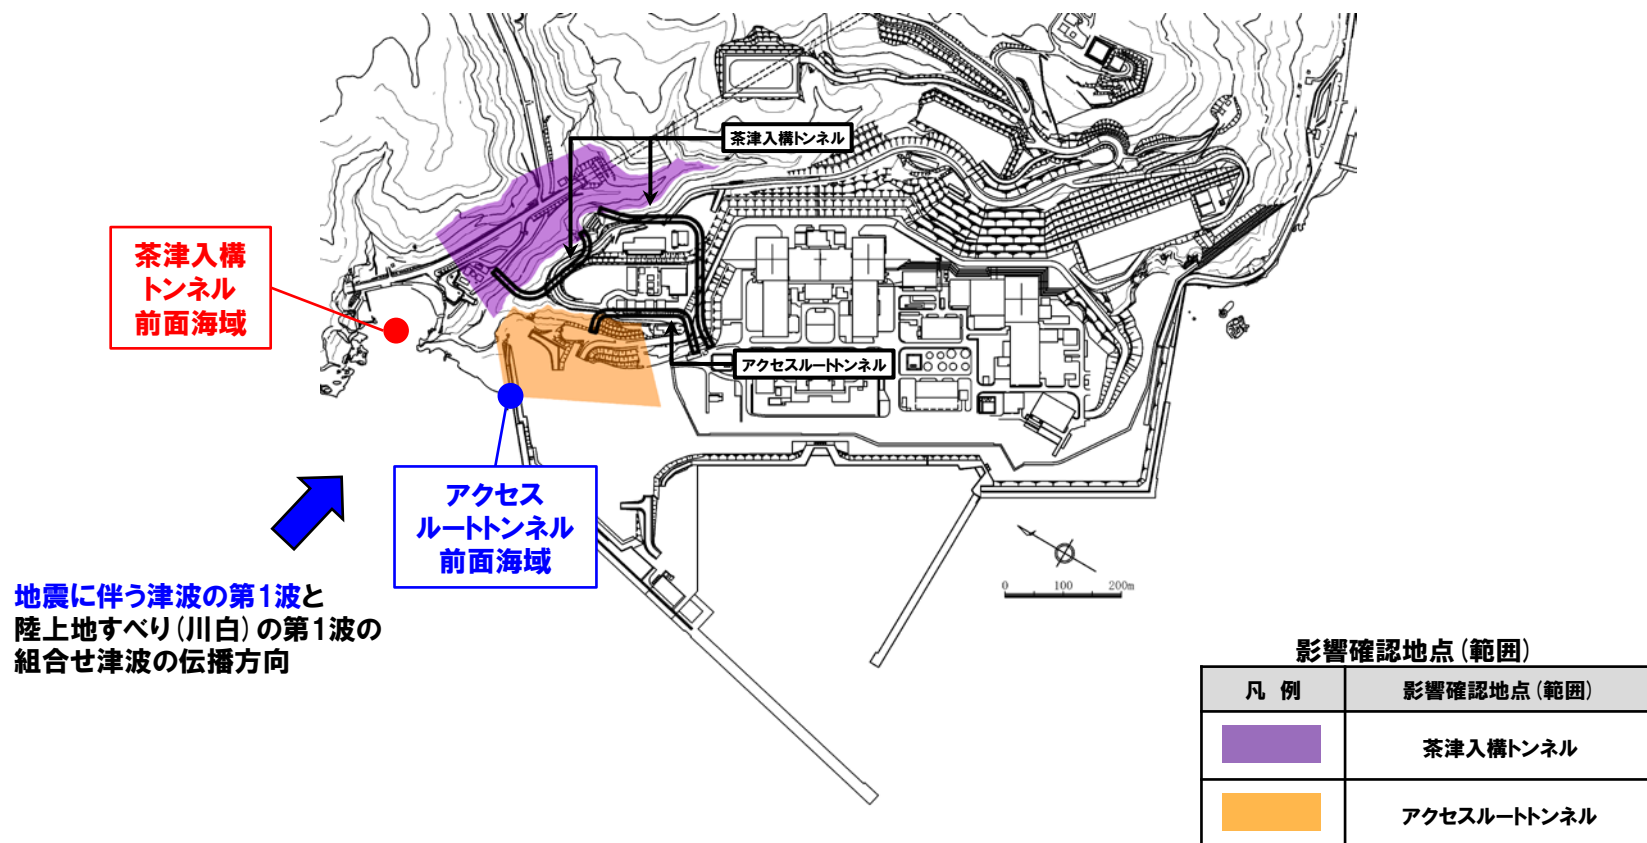 茶津入構トンネル
茶津入構
トンネル
前面海域
アクセスルートトンネル
アクセス
ルートトンネル
前面海域
0 100 200m
地震に伴う津波の第1波と
陸上地すべり(川白)の第1波の
組合せ津波の伝播方向
影響確認地点(範囲)
凡 例 影響確認地点(範囲)
茶津入構トンネル
アクセスルートトンネル